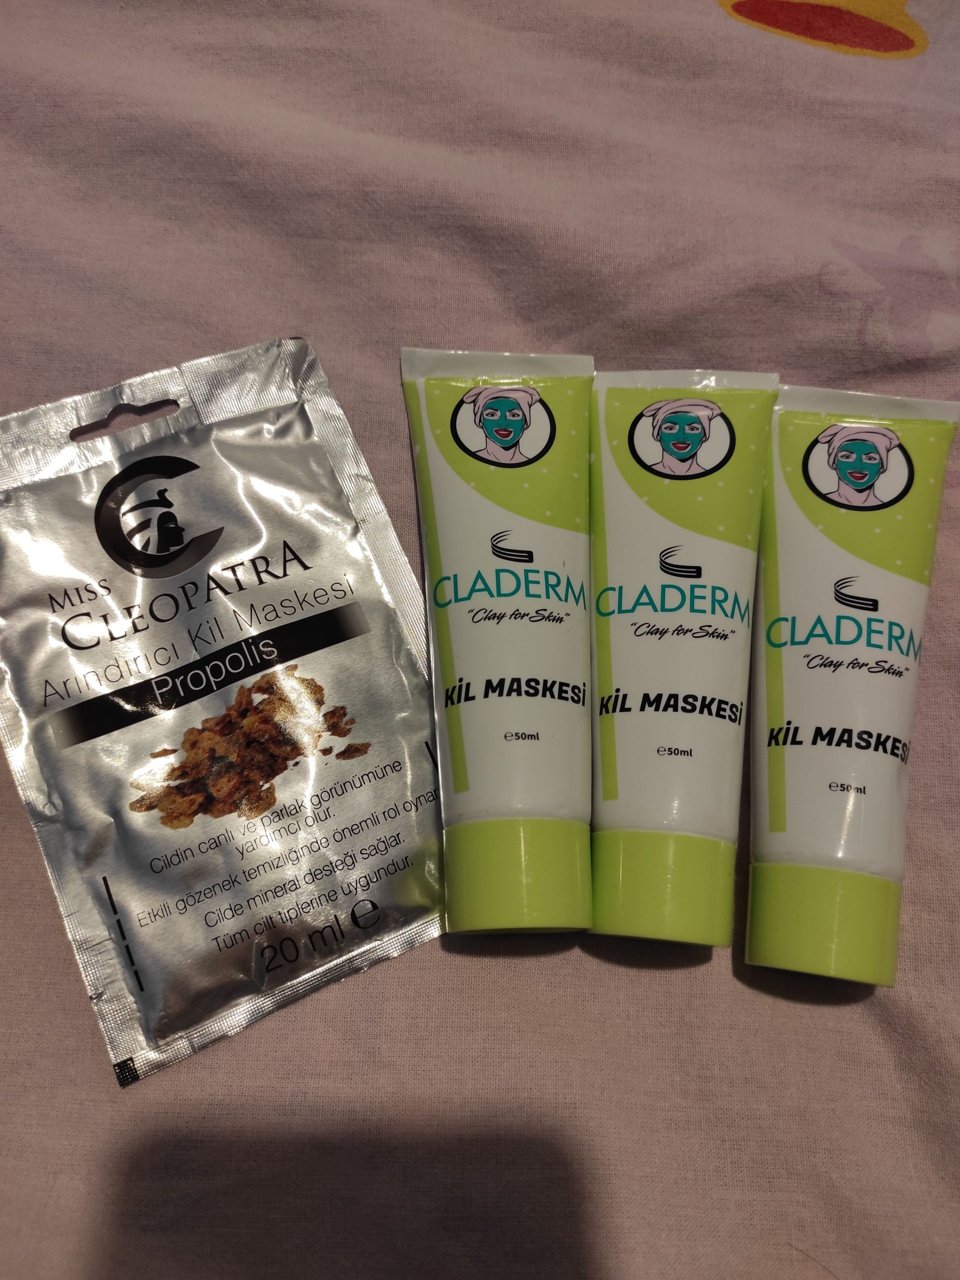 MISS
CLEOPATRA
Arındırıcı Kil Maskesi
Propolis
Cildin canlı ve parlak görünümüne
yardımcı olur.
Etkili gözenek temizliğinde önemli rol oynar
Cilde mineral desteği sağlar.
Tüm cilt tiplerine uygundur.
20 ml ℮
CLADERM
"Clay for Skin"
KİL MASKESİ
℮50ml
CLADERM
"Clay for Skin"
KİL MASKESİ
℮50ml
CLADERM
"Clay for Skin"
KİL MASKESİ
℮50ml